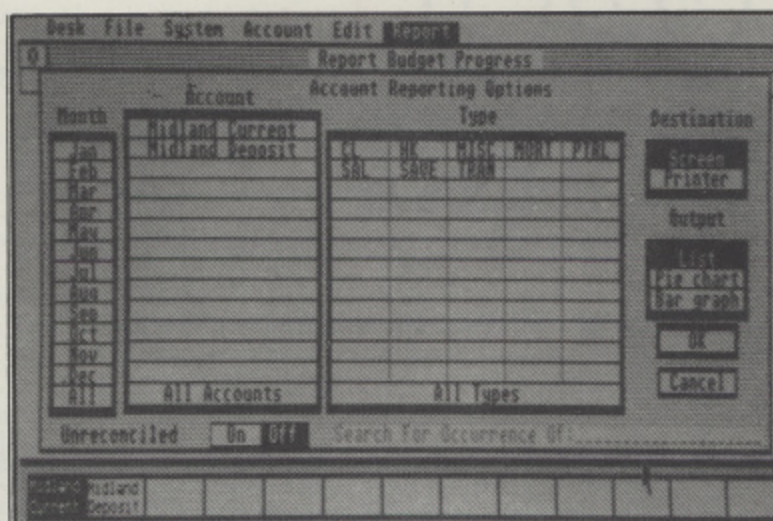 Desk File System Account Edit Report
Report Budget Progress
Account Reporting Options
Month
Account
Type
Destination
Jan
Feb
Mar
Apr
May
Jun
Jul
Aug
Sep
Oct
Nov
Dec
All
Midland Current
Midland Deposit
All Accounts
CL HK MISC MORT PTRL
SAL SAVE TRAN
All Types
Screen
Printer
Output
List
Pie chart
Bar graph
OK
Cancel
Unreconciled On Off Search For Occurrence Of:
Midland Midland
Current Deposit